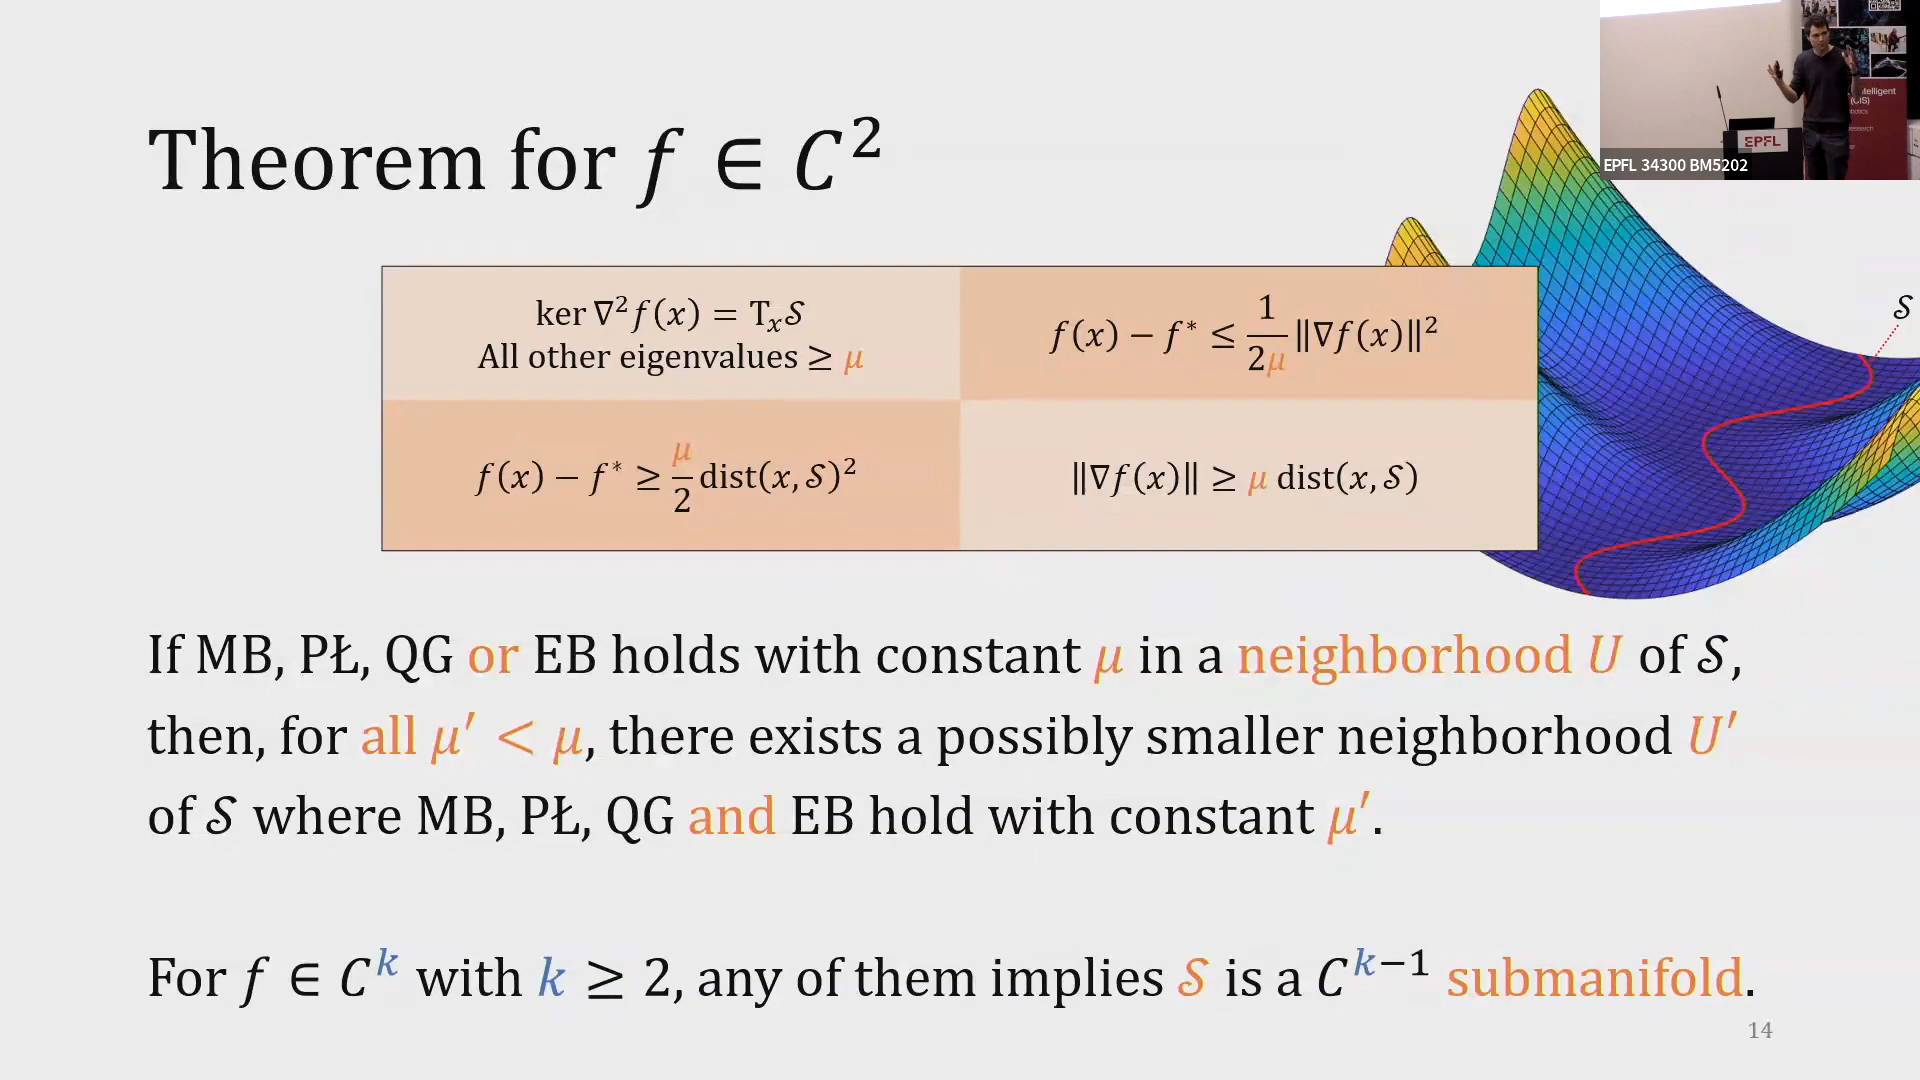 Theorem for f ∈ C²
ker ∇²f(x) = TₓS
All other eigenvalues ≥ μ
f(x) − f* ≤ 1/(2μ) ‖∇f(x)‖²
f(x) − f* ≥ μ/2 dist(x, S)²
‖∇f(x)‖ ≥ μ dist(x, S)
S
If MB, PŁ, QG or EB holds with constant μ in a neighborhood U of S,
then, for all μ′ < μ, there exists a possibly smaller neighborhood U′
of S where MB, PŁ, QG and EB hold with constant μ′.
For f ∈ Cᵏ with k ≥ 2, any of them implies S is a Cᵏ⁻¹ submanifold.
14
EPFL
EPFL 34300 BM5202